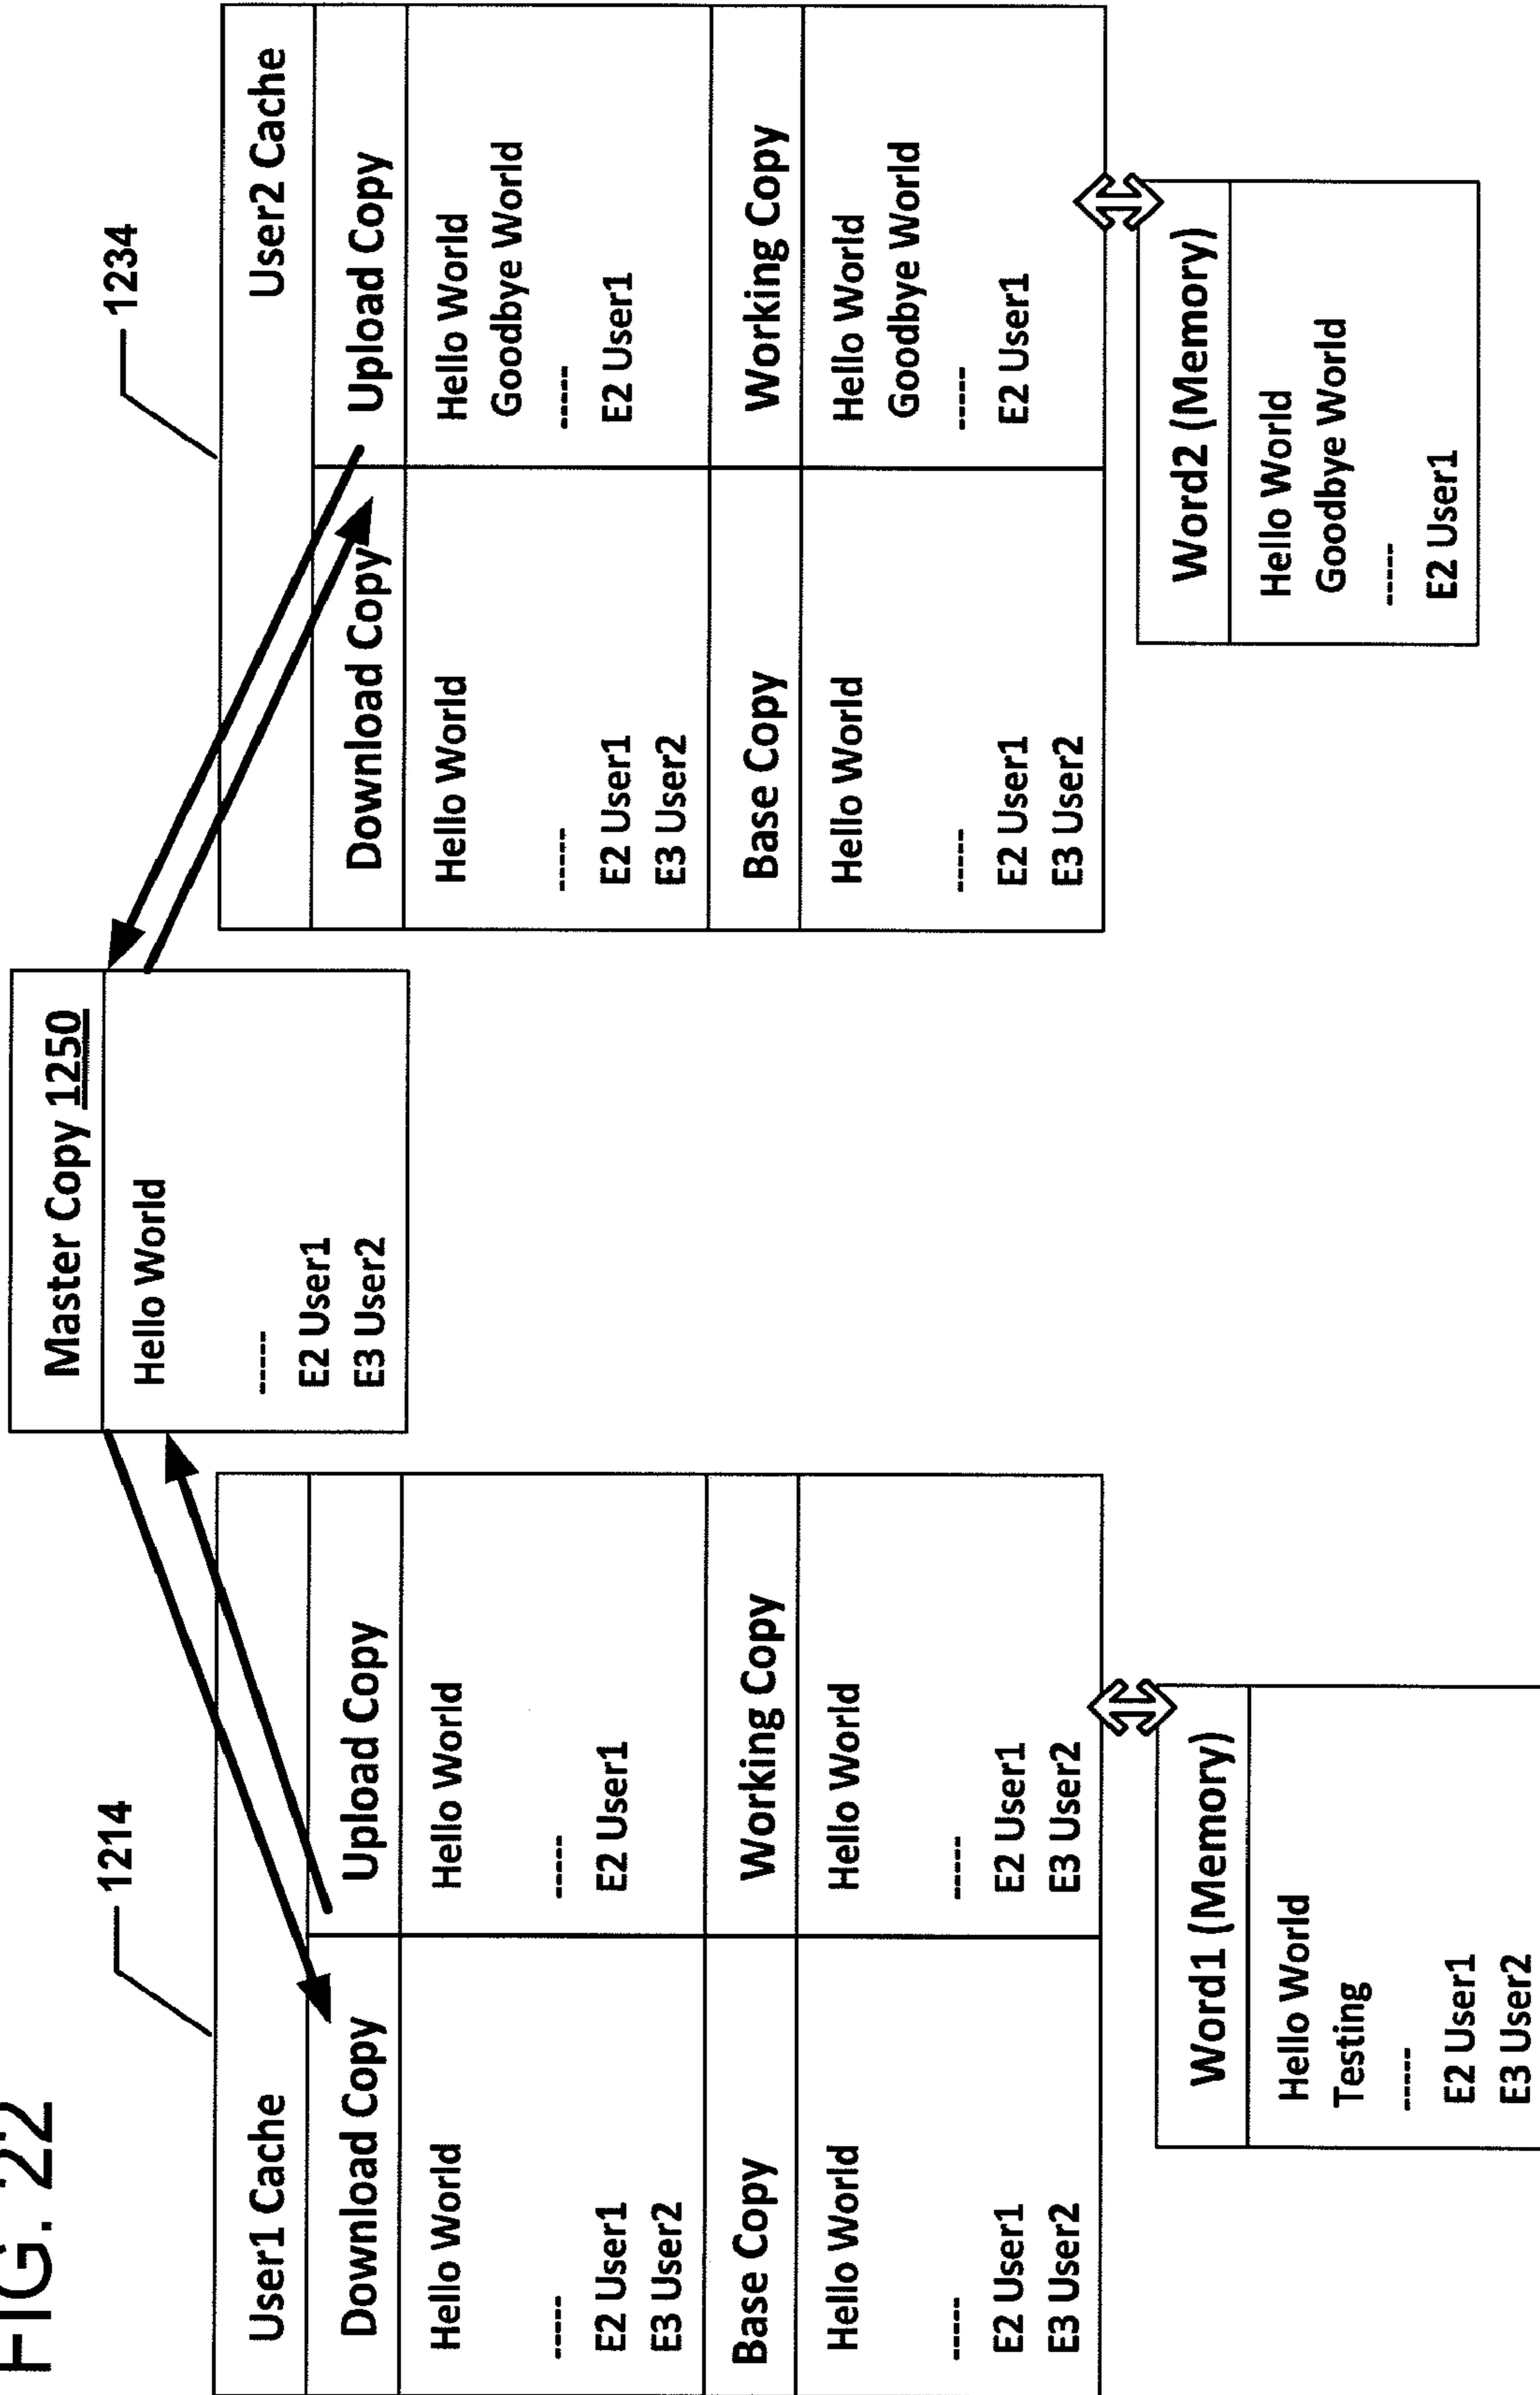 FIG. 22
Master Copy 1250
Hello World
-----
E2 User1
E3 User2
1214
User1 Cache
Download Copy
Hello World
-----
E2 User1
E3 User2
Upload Copy
Hello World
-----
E2 User1
Base Copy
Hello World
-----
E2 User1
E3 User2
Working Copy
Hello World
-----
E2 User1
E3 User2
Word1 (Memory)
Hello World
Testing
-----
E2 User1
E3 User2
1234
User2 Cache
Download Copy
Hello World
-----
E2 User1
E3 User2
Upload Copy
Hello World
Goodbye World
-----
E2 User1
Base Copy
Hello World
-----
E2 User1
E3 User2
Working Copy
Hello World
Goodbye World
-----
E2 User1
Word2 (Memory)
Hello World
Goodbye World
-----
E2 User1